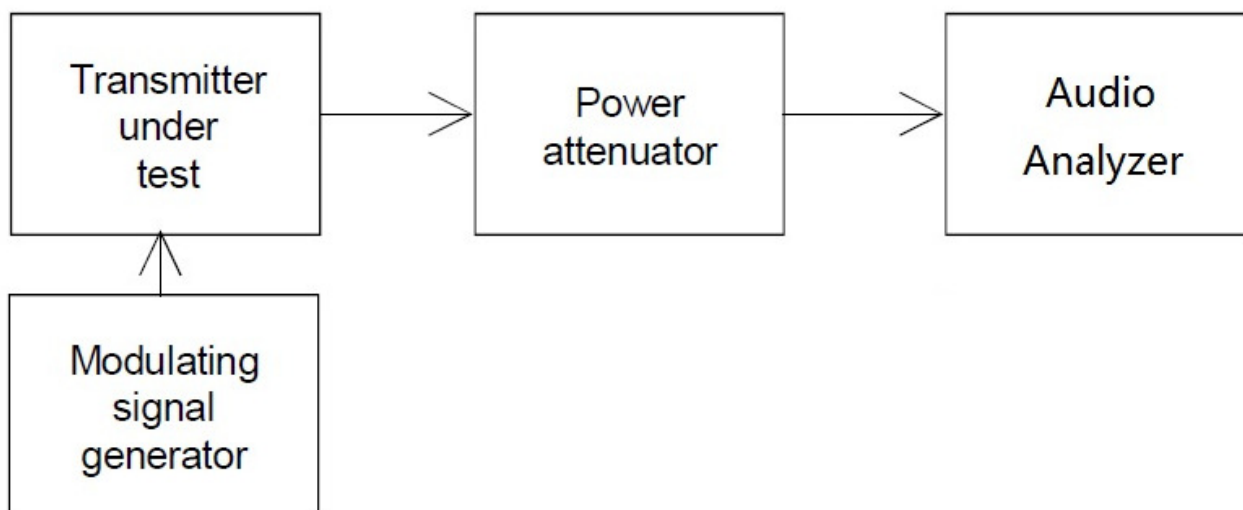 Transmitter
under
test
Power
attenuator
Audio
Analyzer
Modulating
signal
generator